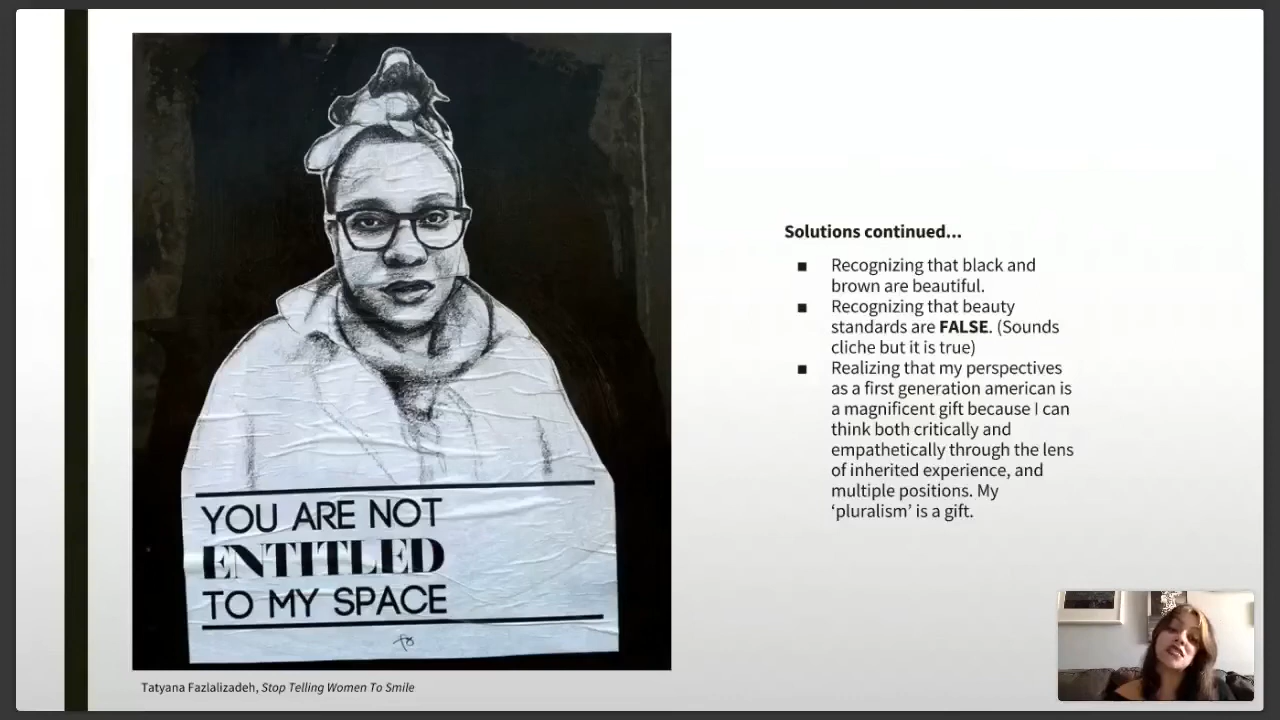 YOU ARE NOT
ENTITLED
TO MY SPACE
Tatyana Fazlalizadeh, Stop Telling Women To Smile
Solutions continued...
■ Recognizing that black and
brown are beautiful.
■ Recognizing that beauty
standards are FALSE. (Sounds
cliche but it is true)
■ Realizing that my perspectives
as a first generation american is
a magnificent gift because I can
think both critically and
empathetically through the lens
of inherited experience, and
multiple positions. My
‘pluralism’ is a gift.